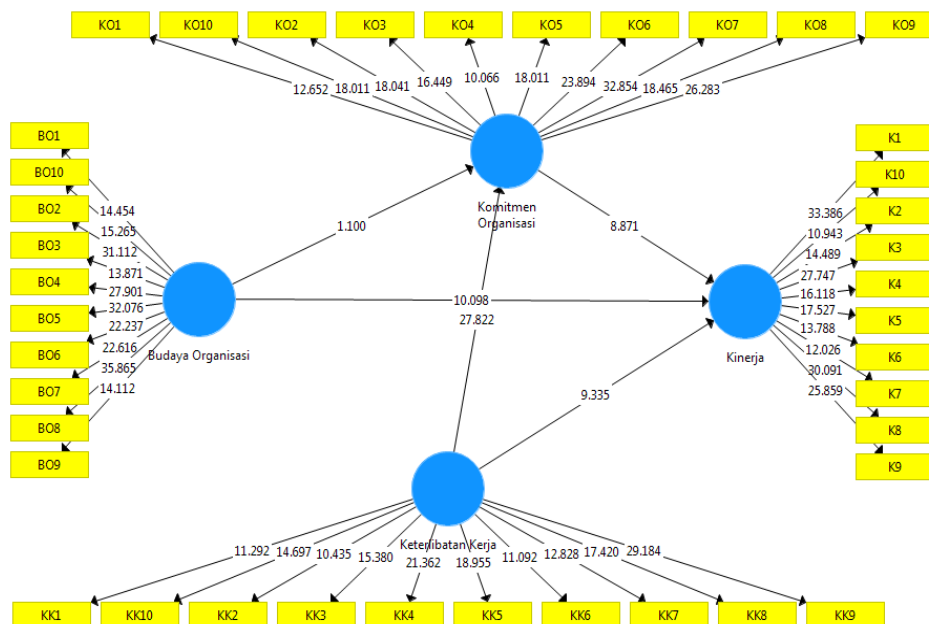 KO1 KO10 KO2 KO3 KO4 KO5 KO6 KO7 KO8 KO9
12.652 18.011 18.041 16.449 10.066 18.011 23.894 32.854 18.465 26.283
BO1
BO10
BO2
BO3
BO4
BO5
BO6
BO7
BO8
BO9
14.454
15.265
31.112
13.871
27.901
32.076
22.237
22.616
35.865
14.112
Budaya Organisasi
Komitmen
Organisasi
1.100
8.871
10.098
27.822
9.335
Kinerja
33.386
10.943
14.489
27.747
16.118
17.527
13.788
12.026
30.091
25.859
K1
K10
K2
K3
K4
K5
K6
K7
K8
K9
Keterlibatan Kerja
11.292 14.697 10.435 15.380 21.362 18.955 11.092 12.828 17.420 29.184
KK1 KK10 KK2 KK3 KK4 KK5 KK6 KK7 KK8 KK9